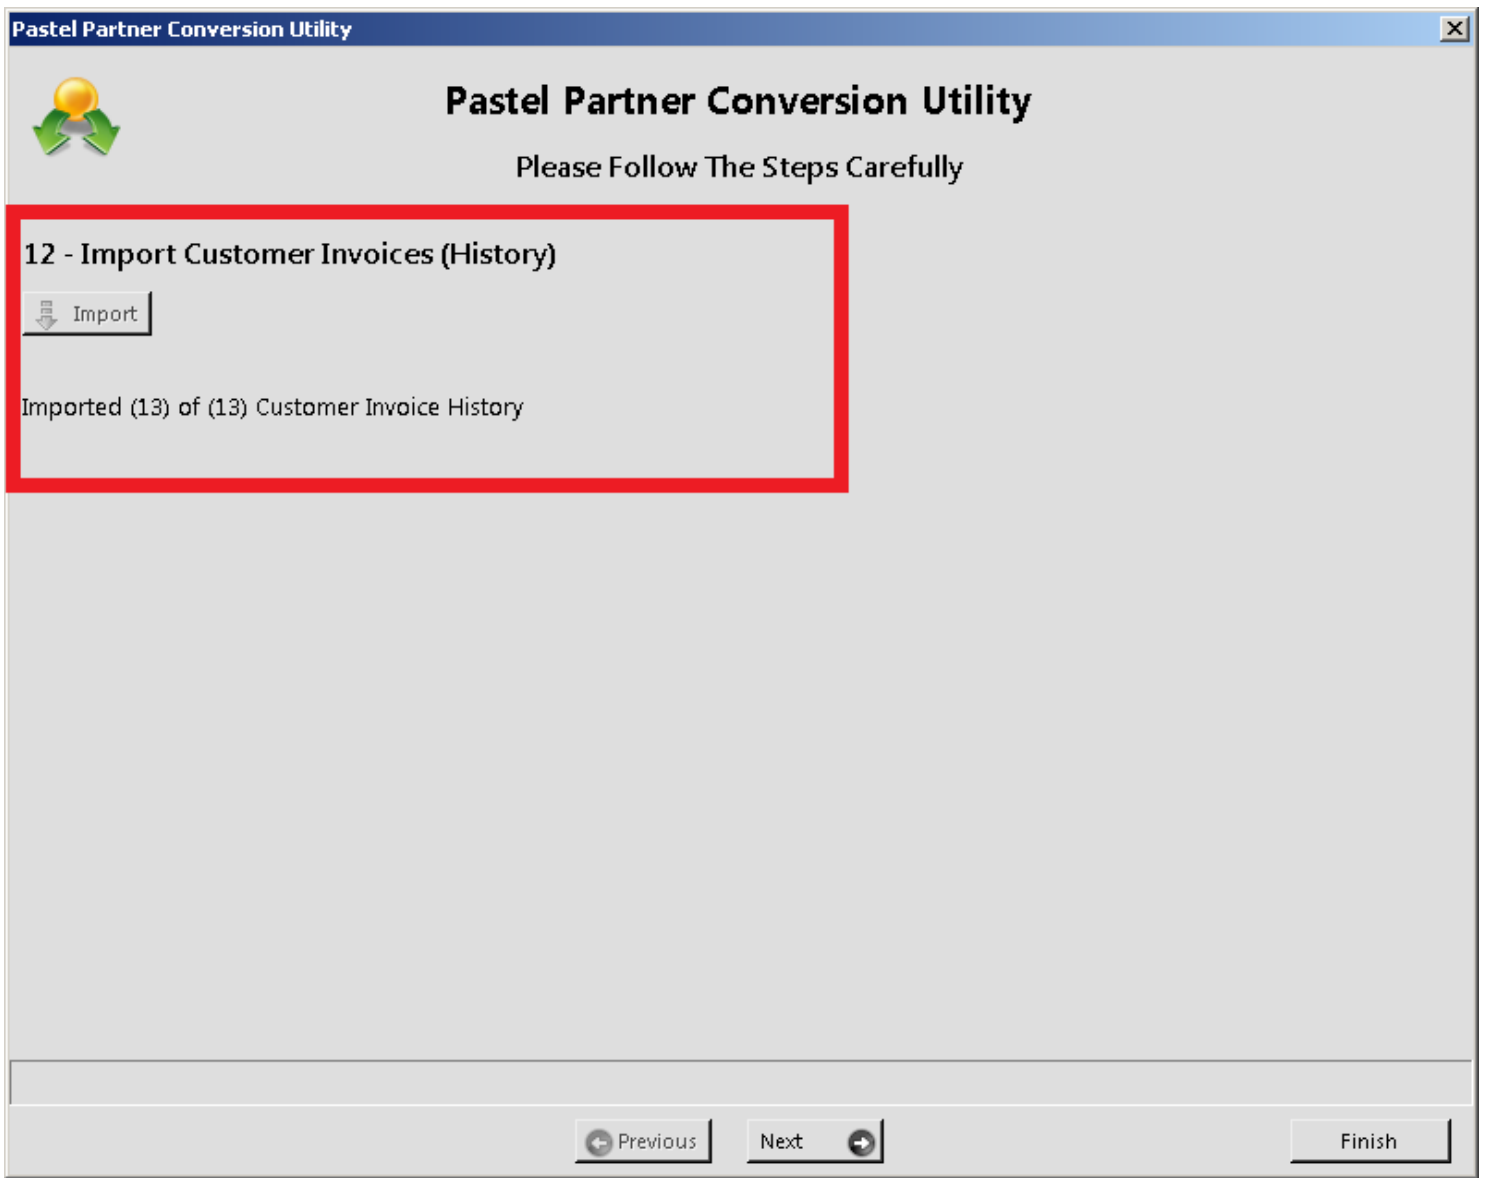 Pastel Partner Conversion Utility
Pastel Partner Conversion Utility
Please Follow The Steps Carefully
12 - Import Customer Invoices (History)
Import
Imported (13) of (13) Customer Invoice History
Previous
Next
Finish